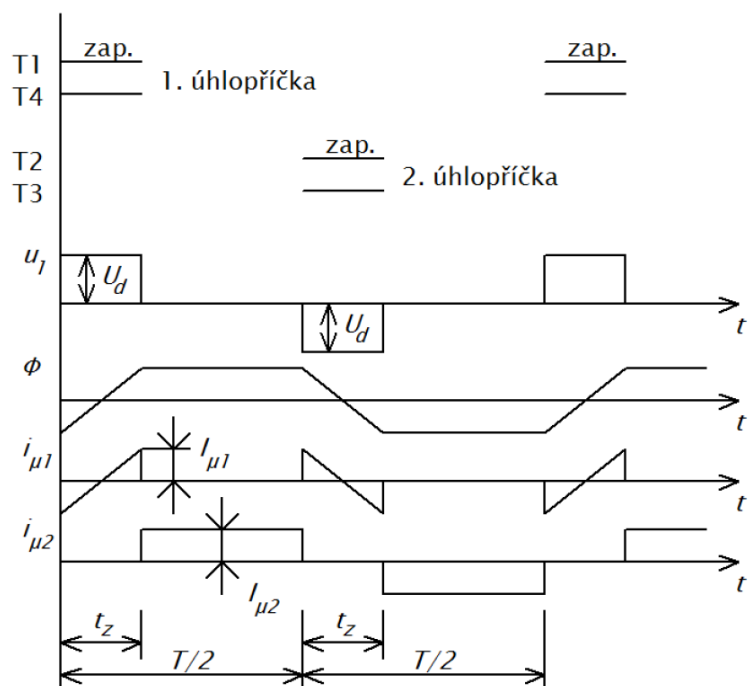 zap. zap.
T1
1. úhlopříčka
T4
zap.
T2
2. úhlopříčka
T3
u1
Ud
Ud
t
Φ
t
iμ1
Iμ1
t
iμ2
Iμ2
t
tz tz
T/2 T/2